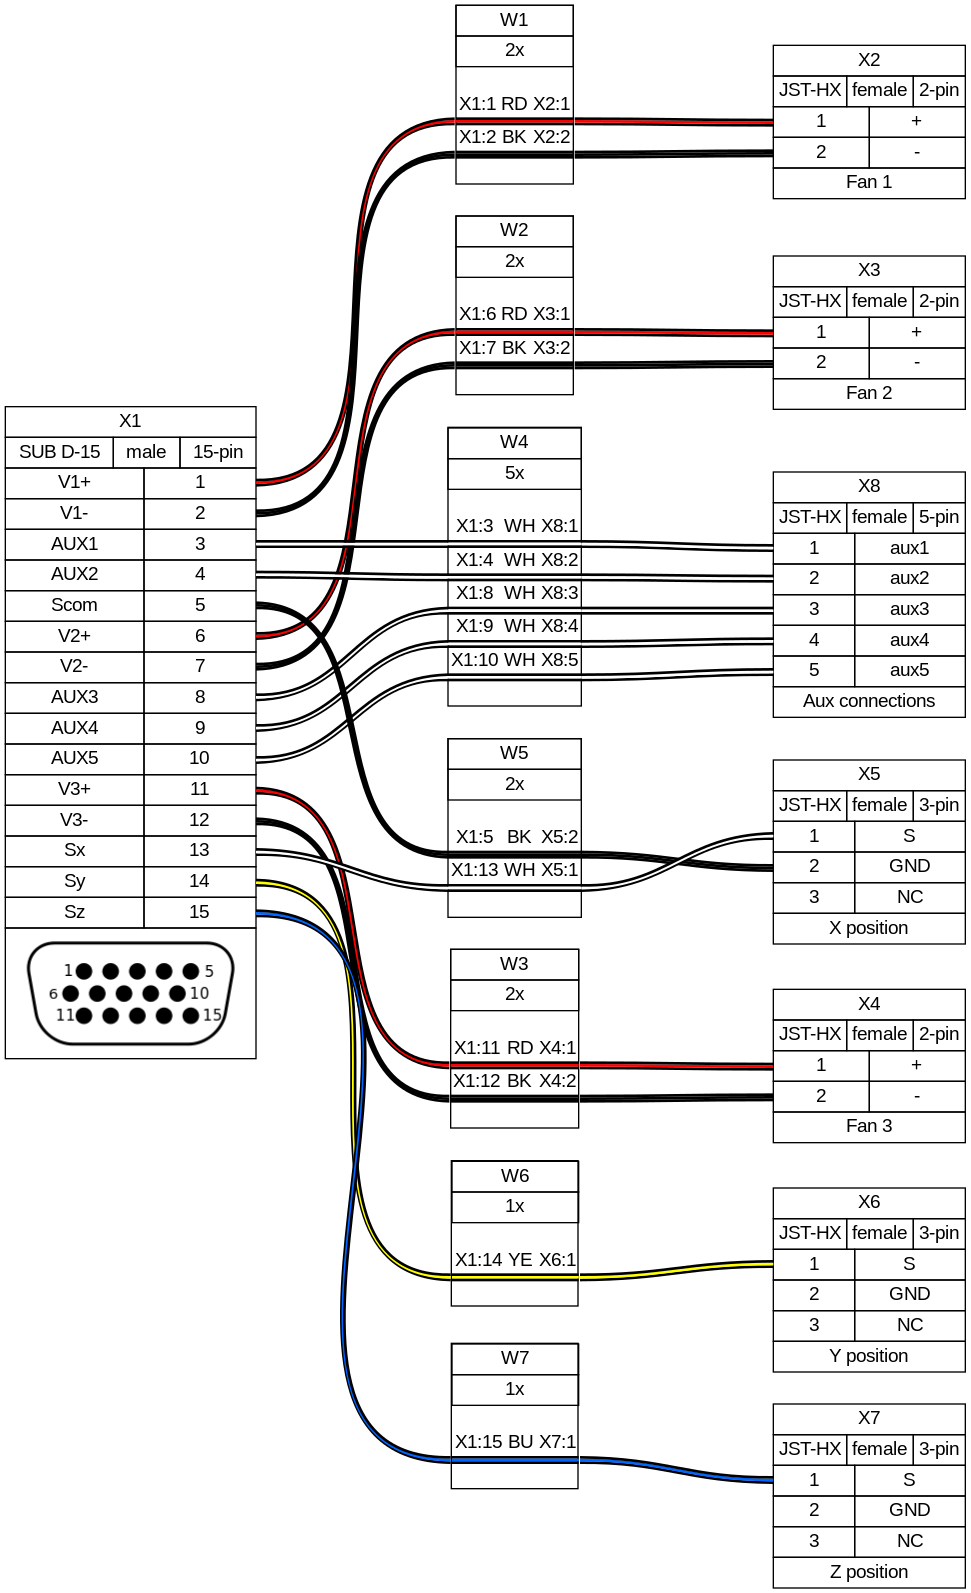 X1
SUB D-15 male 15-pin
V1+ 1
V1- 2
AUX1 3
AUX2 4
Scom 5
V2+ 6
V2- 7
AUX3 8
AUX4 9
AUX5 10
V3+ 11
V3- 12
Sx 13
Sy 14
Sz 15
1 5
6 10
11 15
W1
2x
X1:1 RD X2:1
X1:2 BK X2:2
W2
2x
X1:6 RD X3:1
X1:7 BK X3:2
W4
5x
X1:3 WH X8:1
X1:4 WH X8:2
X1:8 WH X8:3
X1:9 WH X8:4
X1:10 WH X8:5
W5
2x
X1:5 BK X5:2
X1:13 WH X5:1
W3
2x
X1:11 RD X4:1
X1:12 BK X4:2
W6
1x
X1:14 YE X6:1
W7
1x
X1:15 BU X7:1
X2
JST-HX female 2-pin
1 +
2 -
Fan 1
X3
JST-HX female 2-pin
1 +
2 -
Fan 2
X8
JST-HX female 5-pin
1 aux1
2 aux2
3 aux3
4 aux4
5 aux5
Aux connections
X5
JST-HX female 3-pin
1 S
2 GND
3 NC
X position
X4
JST-HX female 2-pin
1 +
2 -
Fan 3
X6
JST-HX female 3-pin
1 S
2 GND
3 NC
Y position
X7
JST-HX female 3-pin
1 S
2 GND
3 NC
Z position